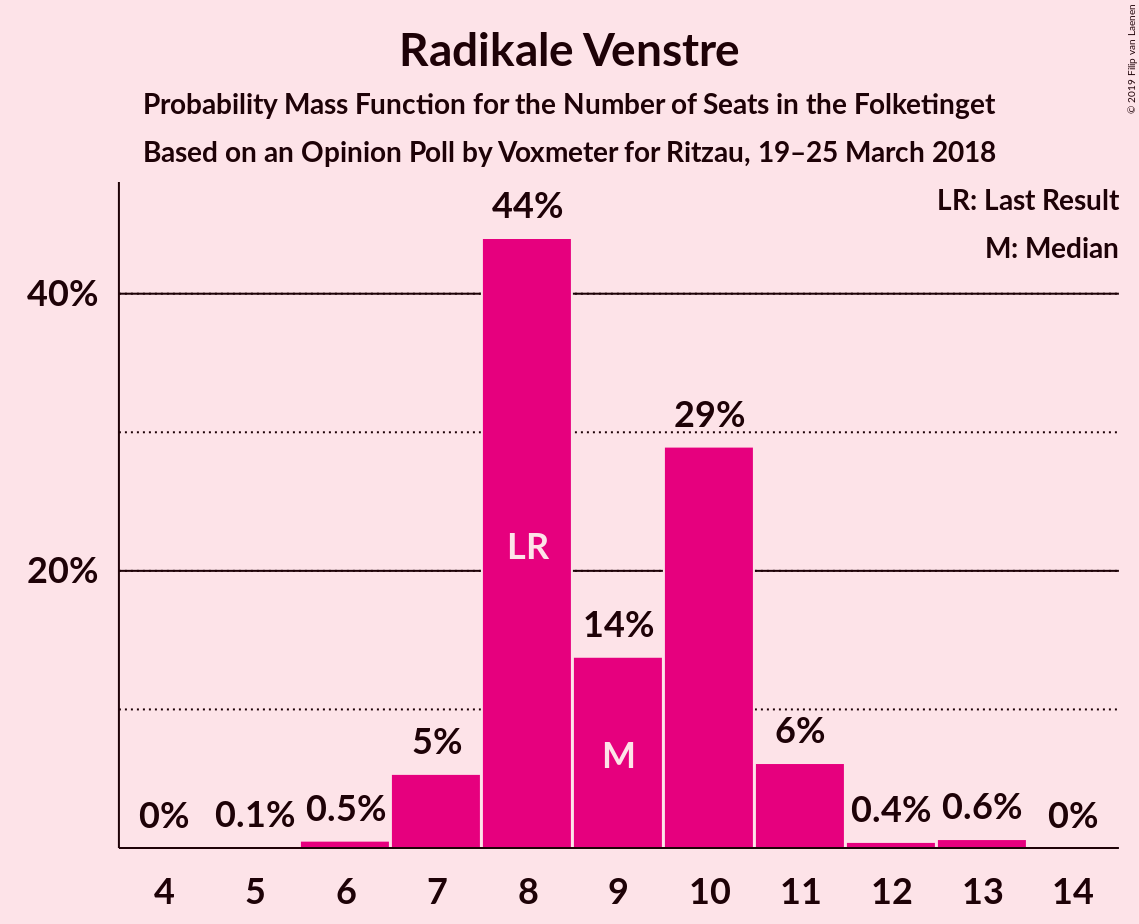 Radikale Venstre
Probability Mass Function for the Number of Seats in the Folketinget
Based on an Opinion Poll by Voxmeter for Ritzau, 19–25 March 2018
© 2019 Filip van Laenen
LR: Last Result
M: Median
40%
20%
0%
0.1%
0.5%
5%
44%
14%
29%
6%
0.4%
0.6%
0%
LR
M
4 5 6 7 8 9 10 11 12 13 14